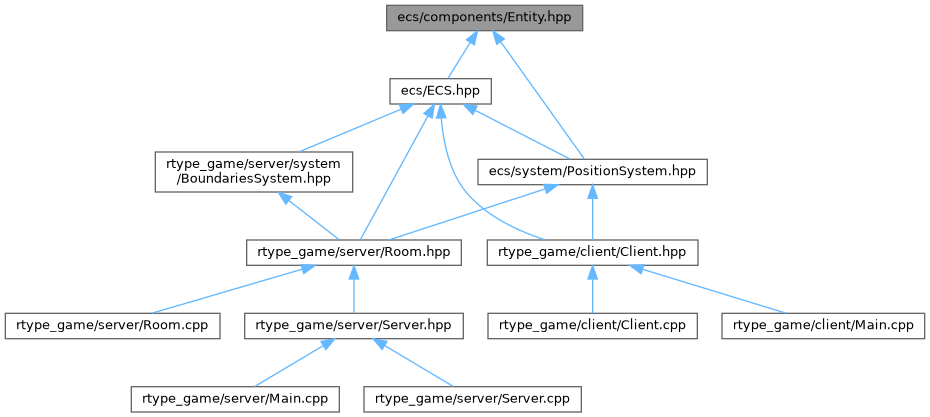 ecs/components/Entity.hpp
ecs/ECS.hpp
rtype_game/server/system
/BoundariesSystem.hpp
ecs/system/PositionSystem.hpp
rtype_game/server/Room.hpp
rtype_game/client/Client.hpp
rtype_game/server/Room.cpp
rtype_game/server/Server.hpp
rtype_game/client/Client.cpp
rtype_game/client/Main.cpp
rtype_game/server/Main.cpp
rtype_game/server/Server.cpp